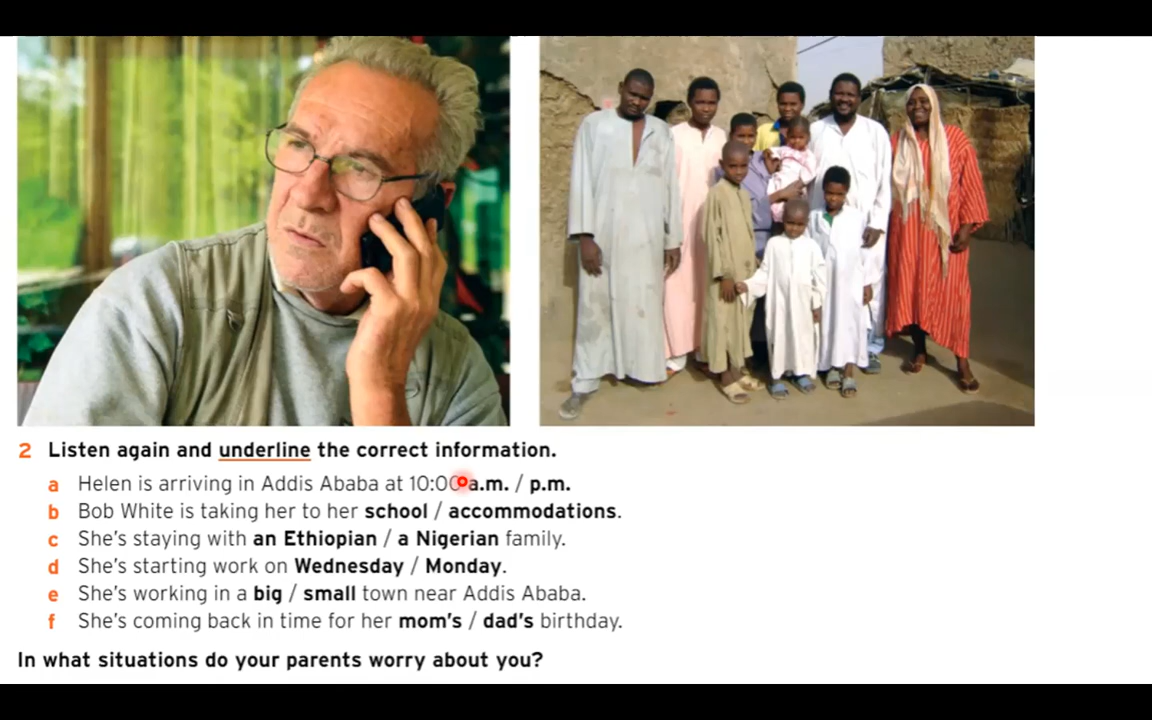 2 Listen again and underline the correct information.
a Helen is arriving in Addis Ababa at 10:00 a.m. / p.m.
b Bob White is taking her to her school / accommodations.
c She's staying with an Ethiopian / a Nigerian family.
d She's starting work on Wednesday / Monday.
e She's working in a big / small town near Addis Ababa.
f She's coming back in time for her mom's / dad's birthday.
In what situations do your parents worry about you?